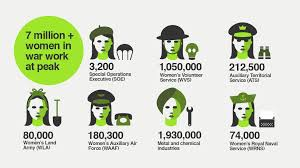 7 million +
women in
war work
at peak
3,200
Special Operations
Executive (SOE)
1,050,000
Women's Volunteer
Service (WVS)
212,500
Auxiliary Territorial
Service (ATS)
80,000
Women's Land
Army (WLA)
180,300
Women's Auxiliary Air
Force (WAAF)
1,930,000
Metal and chemical
industries
74,000
Women's Royal Naval
Service (WRNS)